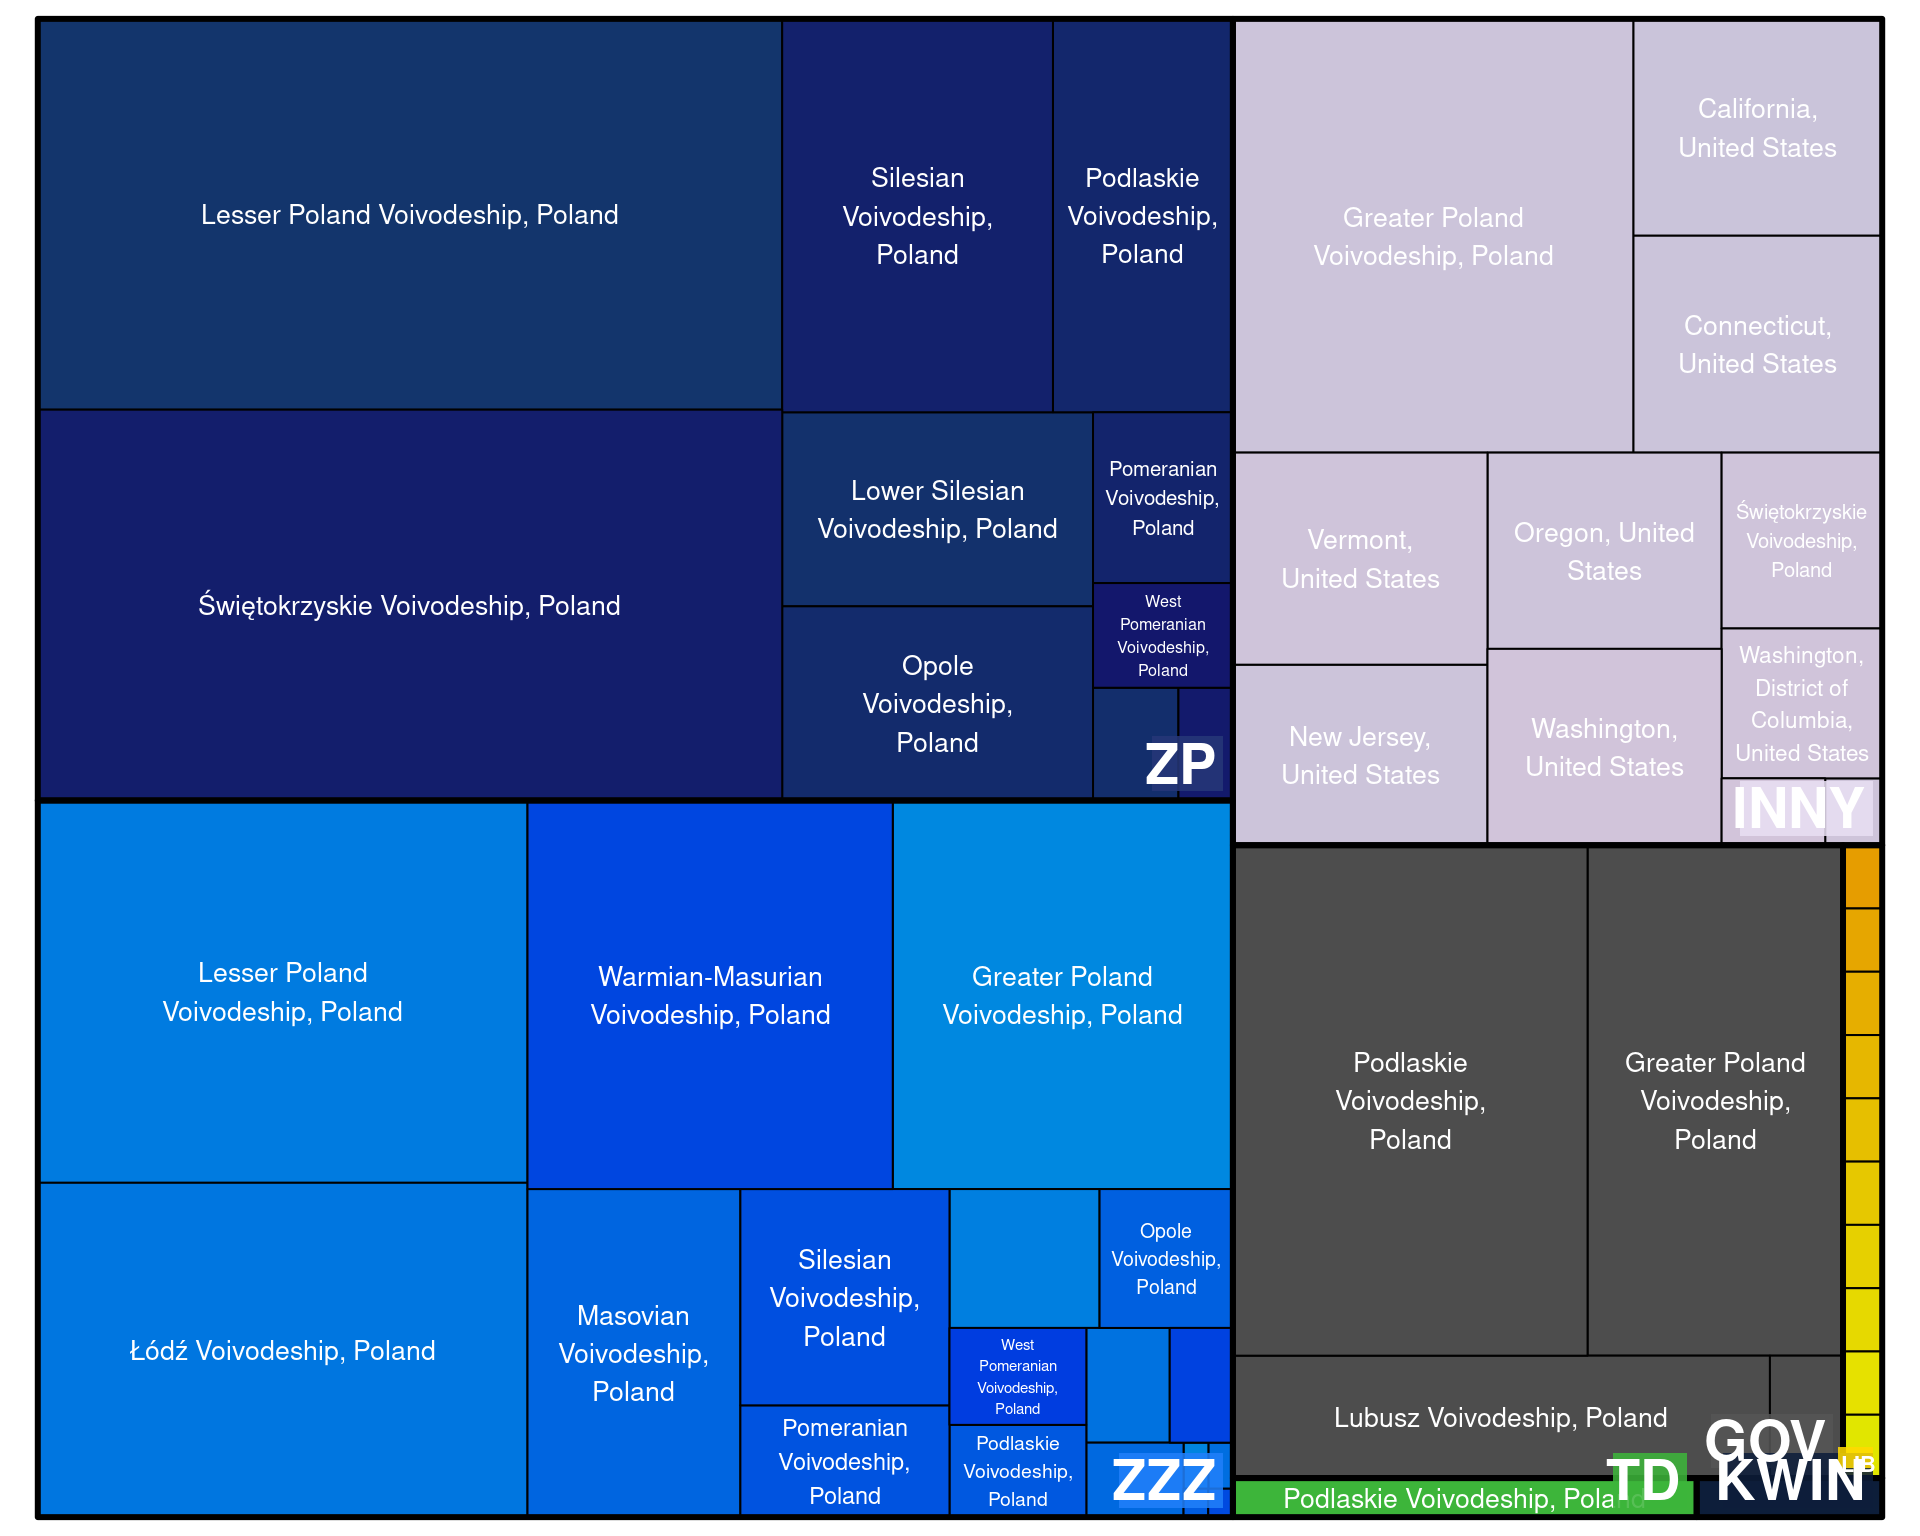 Lesser Poland Voivodeship, Poland
Silesian
Voivodeship,
Poland
Podlaskie
Voivodeship,
Poland
Świętokrzyskie Voivodeship, Poland
Lower Silesian
Voivodeship, Poland
Pomeranian
Voivodeship,
Poland
West
Pomeranian
Voivodeship,
Poland
Opole
Voivodeship,
Poland
ZP
Greater Poland
Voivodeship, Poland
California,
United States
Connecticut,
United States
Vermont,
United States
Oregon, United
States
Świętokrzyskie
Voivodeship,
Poland
New Jersey,
United States
Washington,
United States
Washington,
District of
Columbia,
United States
INNY
Lesser Poland
Voivodeship, Poland
Warmian-Masurian
Voivodeship, Poland
Greater Poland
Voivodeship, Poland
Łódź Voivodeship, Poland
Masovian
Voivodeship,
Poland
Silesian
Voivodeship,
Poland
Pomeranian
Voivodeship,
Poland
Opole
Voivodeship,
Poland
West
Pomeranian
Voivodeship,
Poland
Podlaskie
Voivodeship,
Poland
ZZZ
Podlaskie
Voivodeship,
Poland
Greater Poland
Voivodeship,
Poland
Lubusz Voivodeship, Poland
GOV
LIB
Podlaskie Voivodeship, Poland
TD
KWIN